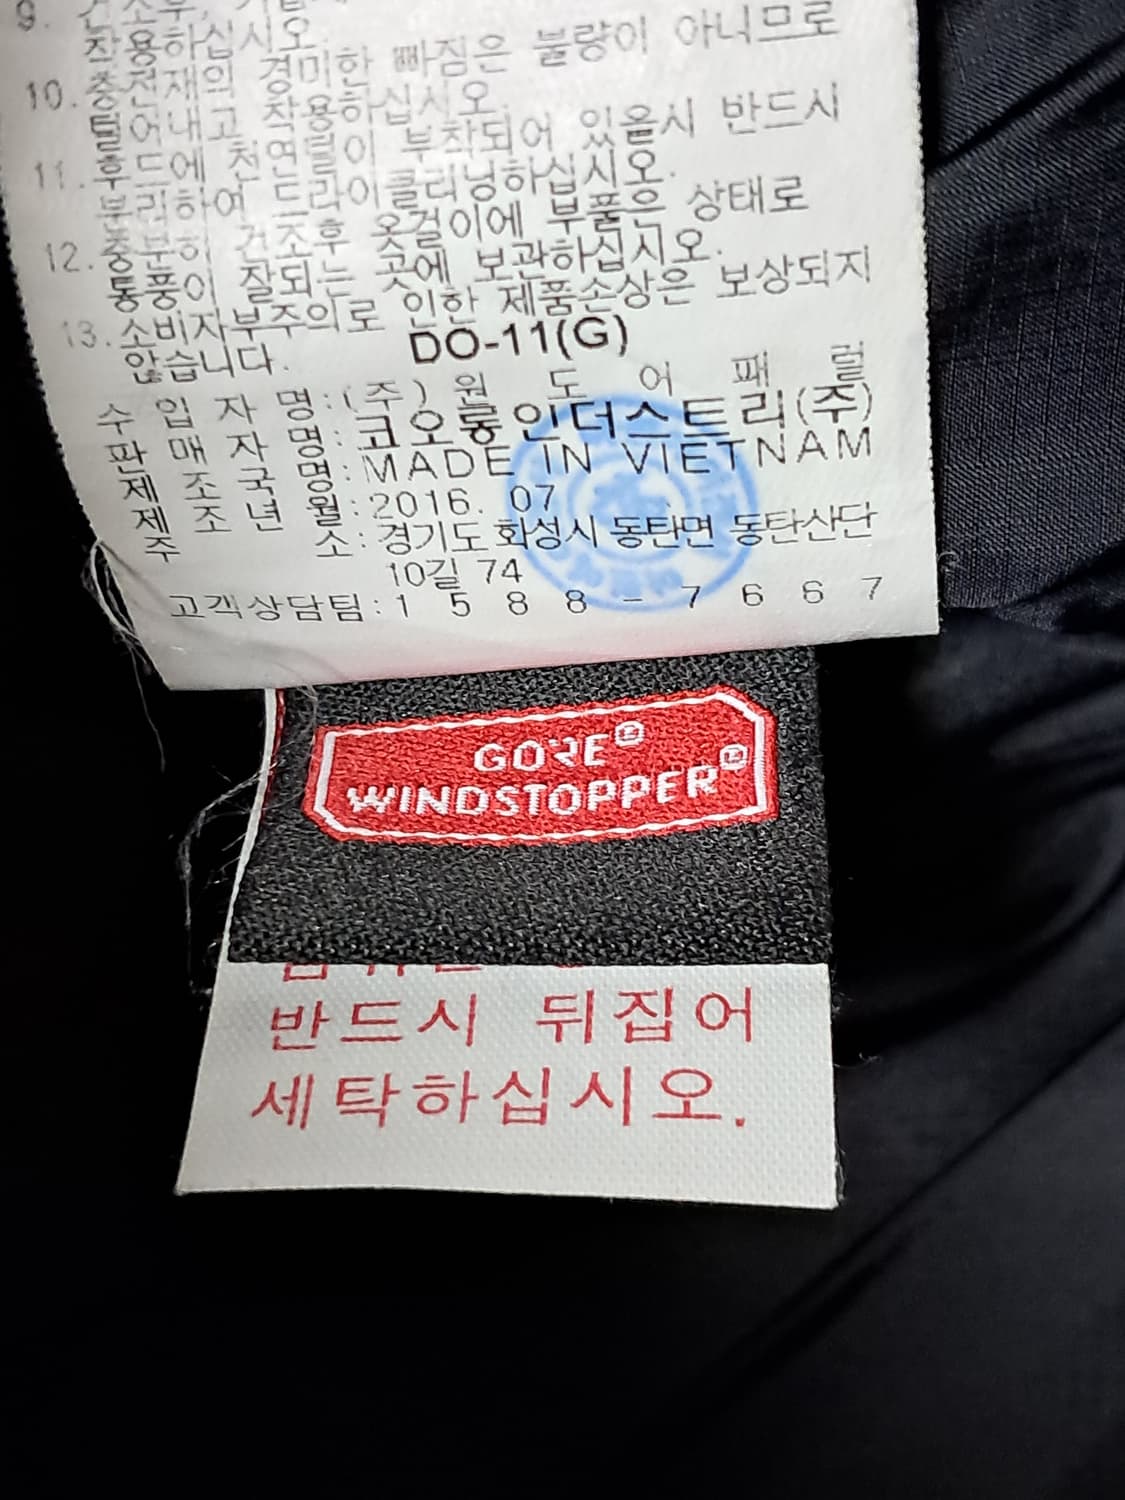 착용하십시오.
10. 충전재의 경미한 빠짐은 불량이 아니므로
털어내고 착용하십시오.
11. 후드에 천연털이 부착되어 있을시 반드시
분리하여 드라이클리닝하십시오.
12. 충분히 건조후 옷걸이에 부품은 상태로
통풍이 잘되는 곳에 보관하십시오.
13. 소비자부주의로 인한 제품손상은 보상되지
않습니다.
DO-11(G)
수 입 자 명:(주) 원 도 어 패 럴
판 매 자 명:코오롱인더스트리(주)
제 조 국 명:MADE IN VIETNAM
제 조 년 월:2016. 07
주 소:경기도 화성시 동탄면 동탄산단
10길 74
고객상담팀:1 5 8 8 - 7 6 6 7
GORE®
WINDSTOPPER®
반드시 뒤집어
세탁하십시오.